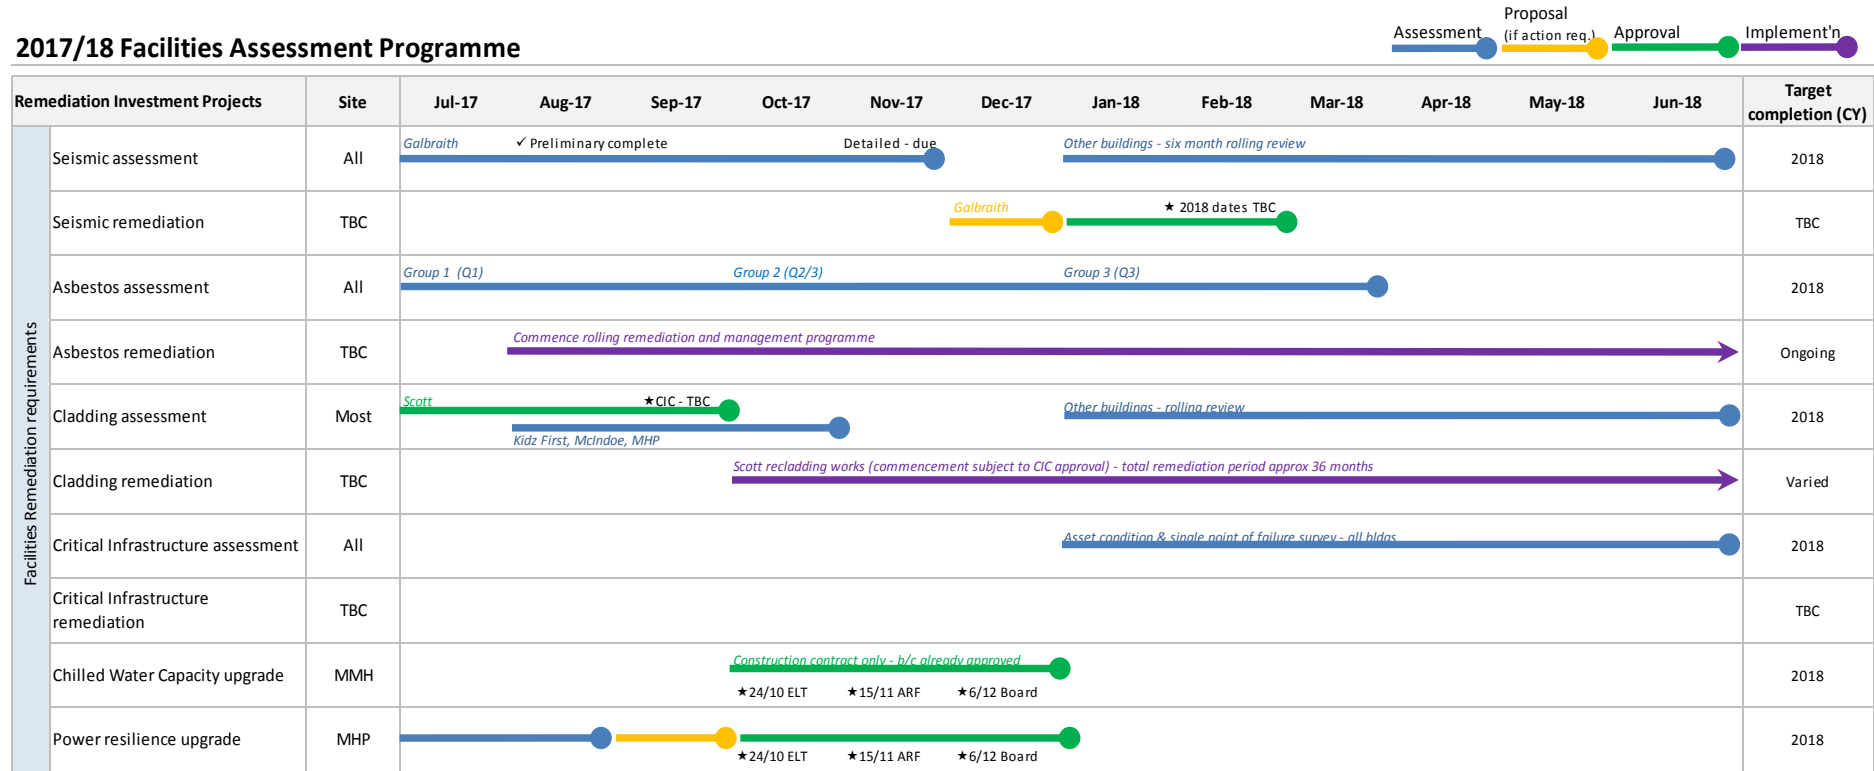 Proposal
Assessment (if action req.) Approval Implement'n
2017/18 Facilities Assessment Programme
Remediation Investment Projects Site Jul-17 Aug-17 Sep-17 Oct-17 Nov-17 Dec-17 Jan-18 Feb-18 Mar-18 Apr-18 May-18 Jun-18 Target
completion (CY)
Facilities Remediation requirements
Galbraith ✓ Preliminary complete Detailed - due Other buildings - six month rolling review
Seismic assessment All 2018
Galbraith ★ 2018 dates TBC
Seismic remediation TBC TBC
Group 1 (Q1) Group 2 (Q2/3) Group 3 (Q3)
Asbestos assessment All 2018
Commence rolling remediation and management programme
Asbestos remediation TBC Ongoing
Scott ★CIC - TBC Other buildings - rolling review
Cladding assessment Most 2018
Kidz First, McIndoe, MHP
Scott recladding works (commencement subject to CIC approval) - total remediation period approx 36 months
Cladding remediation TBC Varied
Asset condition & single point of failure survey - all bldgs
Critical Infrastructure assessment All 2018
Critical Infrastructure
remediation TBC TBC
Construction contract only - b/c already approved
Chilled Water Capacity upgrade MMH 2018
★24/10 ELT ★15/11 ARF ★6/12 Board
Power resilience upgrade MHP 2018
★24/10 ELT ★15/11 ARF ★6/12 Board